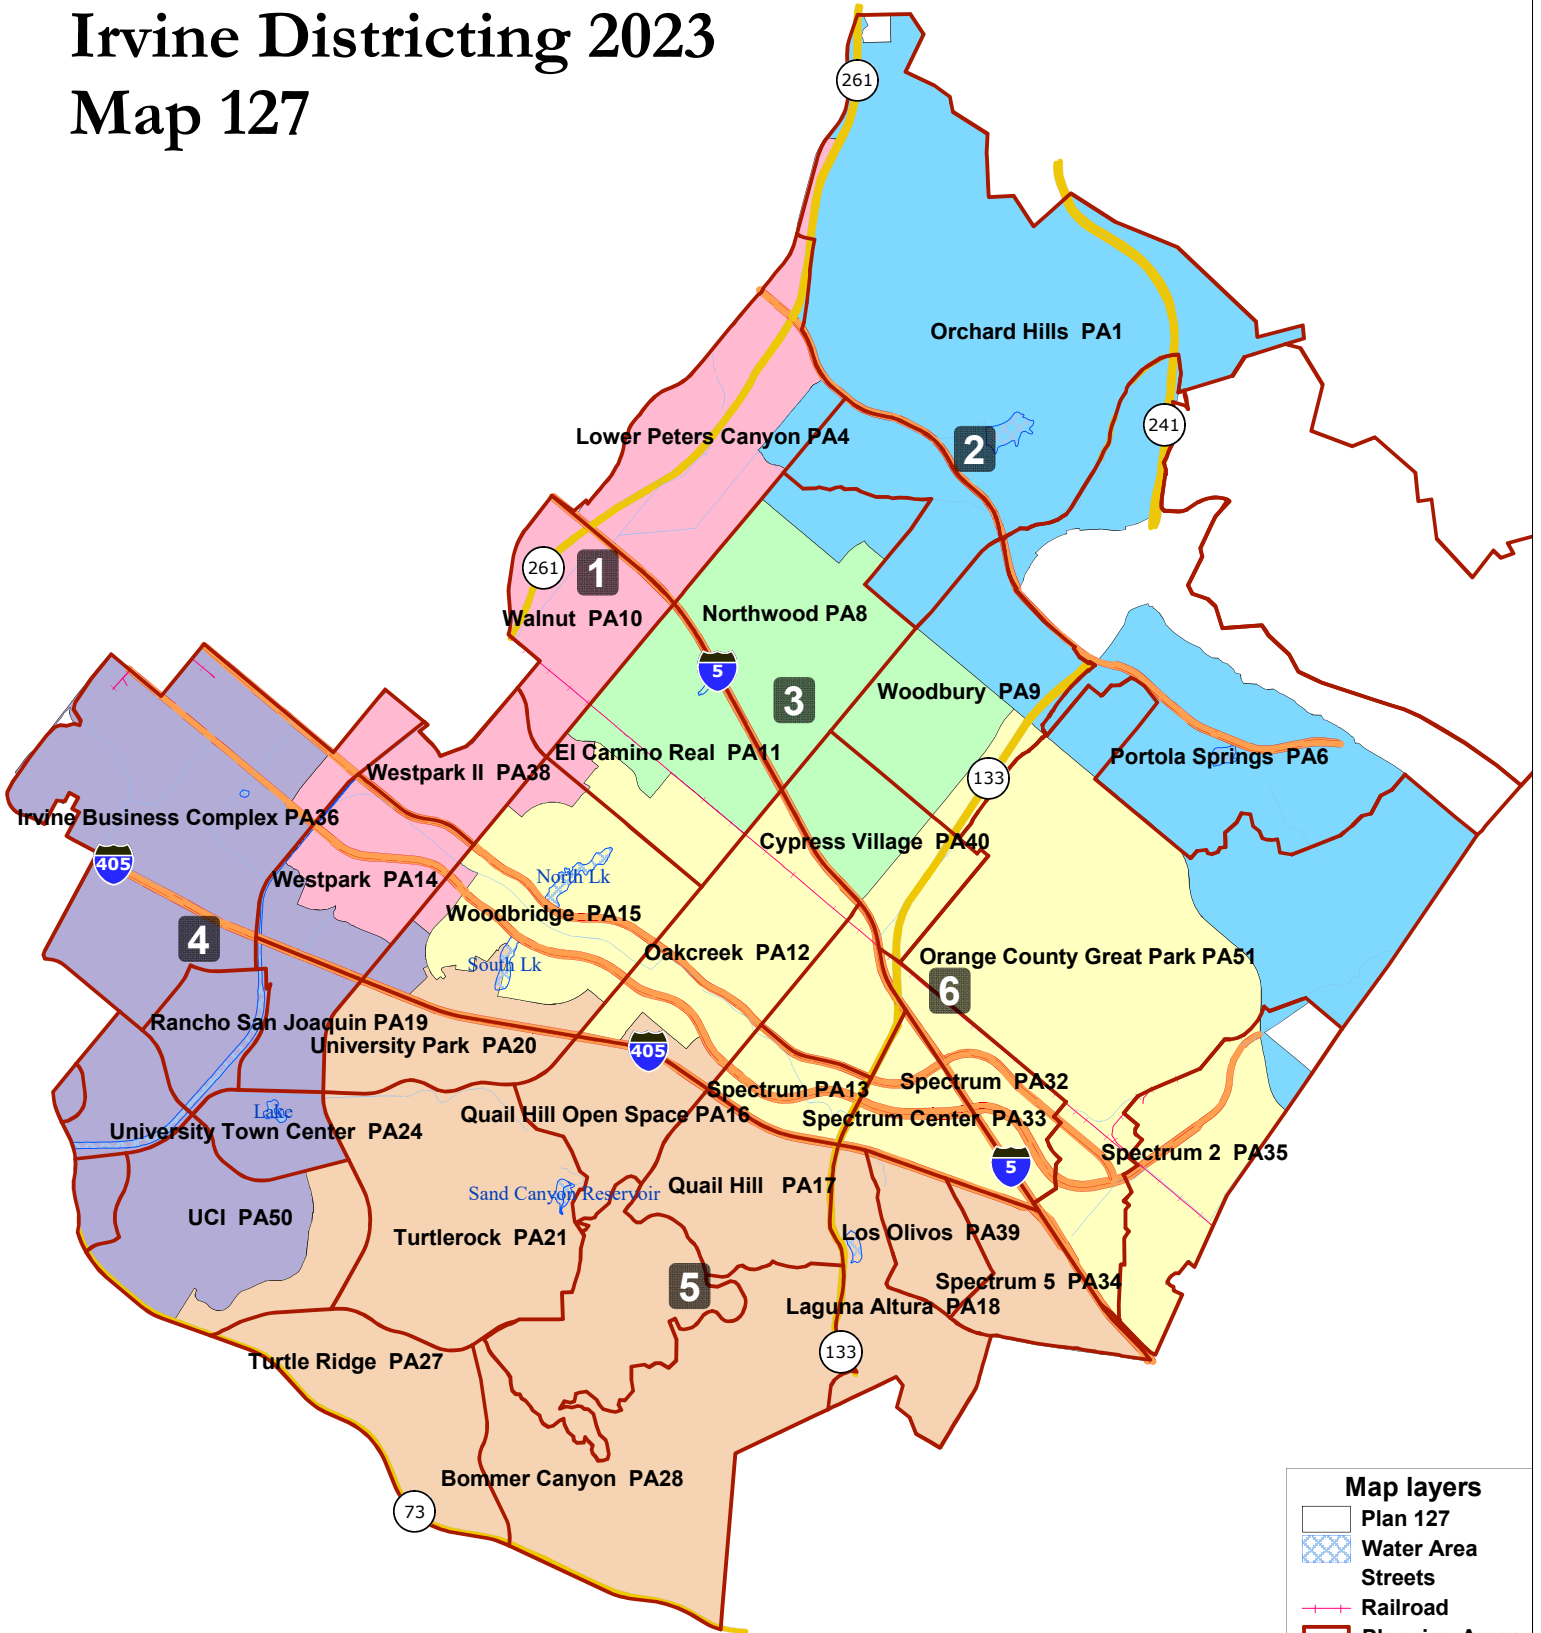 Irvine Districting 2023
Map 127
261
Orchard Hills  PA1
241
2
Lower Peters Canyon PA4
261
1
Walnut  PA10
Northwood PA8
5
3
Woodbury  PA9
El Camino Real  PA11
Portola Springs  PA6
Westpark II  PA38
133
Irvine Business Complex PA36
Cypress Village  PA40
405
Westpark  PA14
North Lk
Woodbridge  PA15
4
Oakcreek  PA12
Orange County Great Park PA51
South Lk
6
Rancho San Joaquin PA19
University Park  PA20
405
Spectrum PA13
Spectrum  PA32
Lake
Quail Hill Open Space PA16
Spectrum Center  PA33
University Town Center  PA24
Spectrum 2  PA35
5
Sand Canyon Reservoir
Quail Hill  PA17
UCI  PA50
Turtlerock  PA21
Los Olivos  PA39
5
Spectrum 5  PA34
Laguna Altura  PA18
133
Turtle Ridge  PA27
Bommer Canyon  PA28
73
Map layers
Plan 127
Water Area
Streets
Railroad